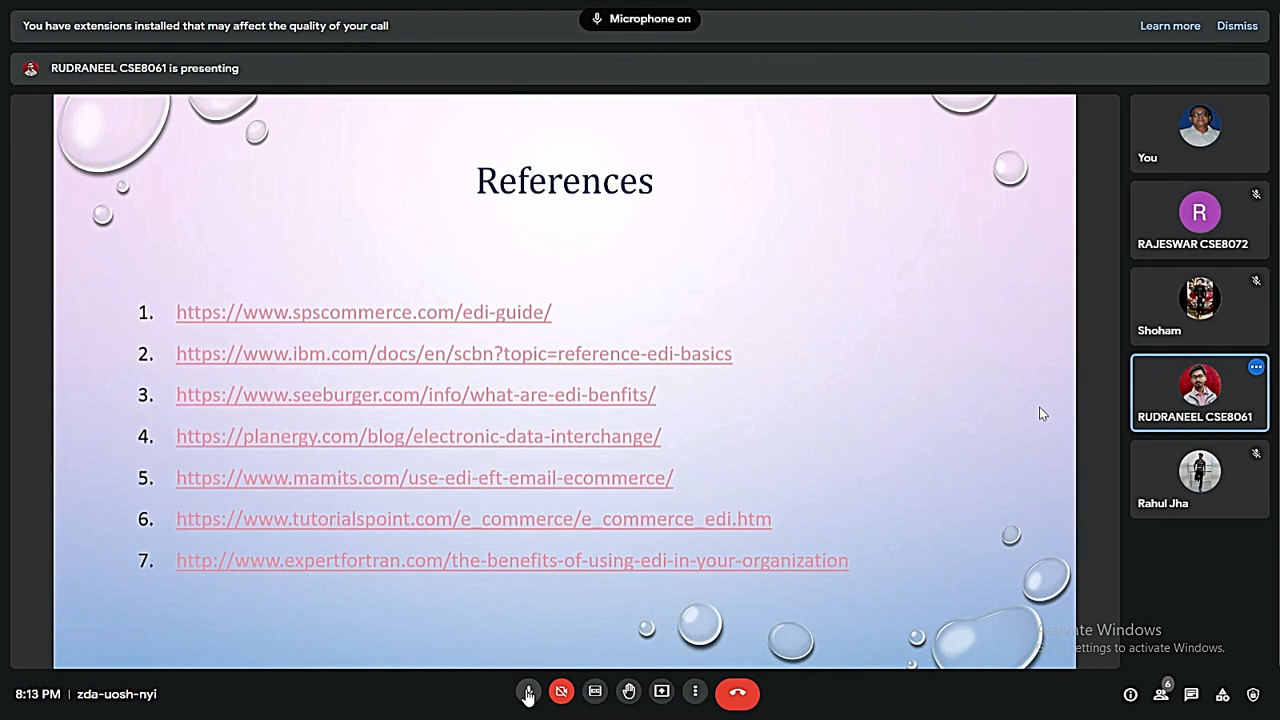 You have extensions installed that may affect the quality of your call
Microphone on
Learn more
Dismiss
RUDRANEEL CSE8061 is presenting
References
1. https://www.spscommerce.com/edi-guide/
2. https://www.ibm.com/docs/en/scbn?topic=reference-edi-basics
3. https://www.seeburger.com/info/what-are-edi-benfits/
4. https://planergy.com/blog/electronic-data-interchange/
5. https://www.mamits.com/use-edi-eft-email-ecommerce/
6. https://www.tutorialspoint.com/e_commerce/e_commerce_edi.htm
7. http://www.expertfortran.com/the-benefits-of-using-edi-in-your-organization
You
R
RAJESWAR CSE8072
Shoham
RUDRANEEL CSE8061
Rahul Jha
Activate Windows
Go to Settings to activate Windows.
8:13 PM | zda-uosh-nyi
6